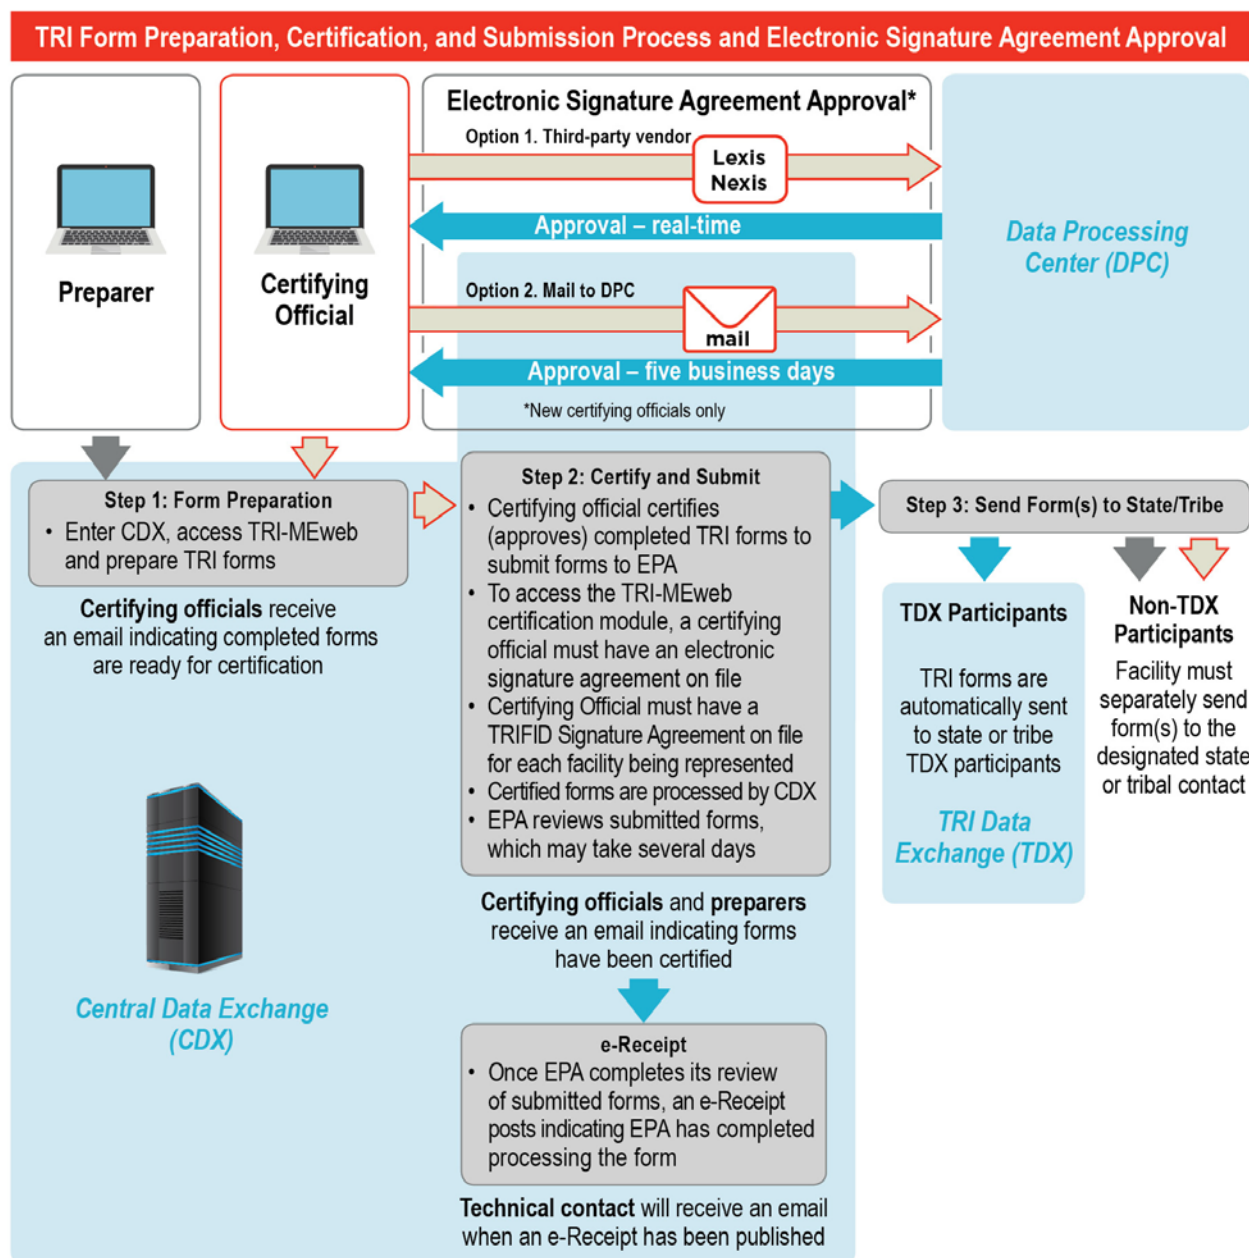 TRI Form Preparation, Certification, and Submission Process and Electronic Signature Agreement Approval
Preparer
Certifying
Official
Electronic Signature Agreement Approval*
Option 1. Third-party vendor
Lexis
Nexis
Approval – real-time
Option 2. Mail to DPC
mail
Approval – five business days
*New certifying officials only
Data Processing
Center (DPC)
Step 1: Form Preparation
• Enter CDX, access TRI-MEweb
and prepare TRI forms
Certifying officials receive
an email indicating completed forms
are ready for certification
Central Data Exchange
(CDX)
Step 2: Certify and Submit
• Certifying official certifies
(approves) completed TRI forms to
submit forms to EPA
• To access the TRI-MEweb
certification module, a certifying
official must have an electronic
signature agreement on file
• Certifying Official must have a
TRIFID Signature Agreement on file
for each facility being represented
• Certified forms are processed by CDX
• EPA reviews submitted forms,
which may take several days
Certifying officials and preparers
receive an email indicating forms
have been certified
e-Receipt
• Once EPA completes its review
of submitted forms, an e-Receipt
posts indicating EPA has completed
processing the form
Technical contact will receive an email
when an e-Receipt has been published
Step 3: Send Form(s) to State/Tribe
TDX Participants
TRI forms are
automatically sent
to state or tribe
TDX participants
TRI Data
Exchange (TDX)
Non-TDX
Participants
Facility must
separately send
form(s) to the
designated state
or tribal contact